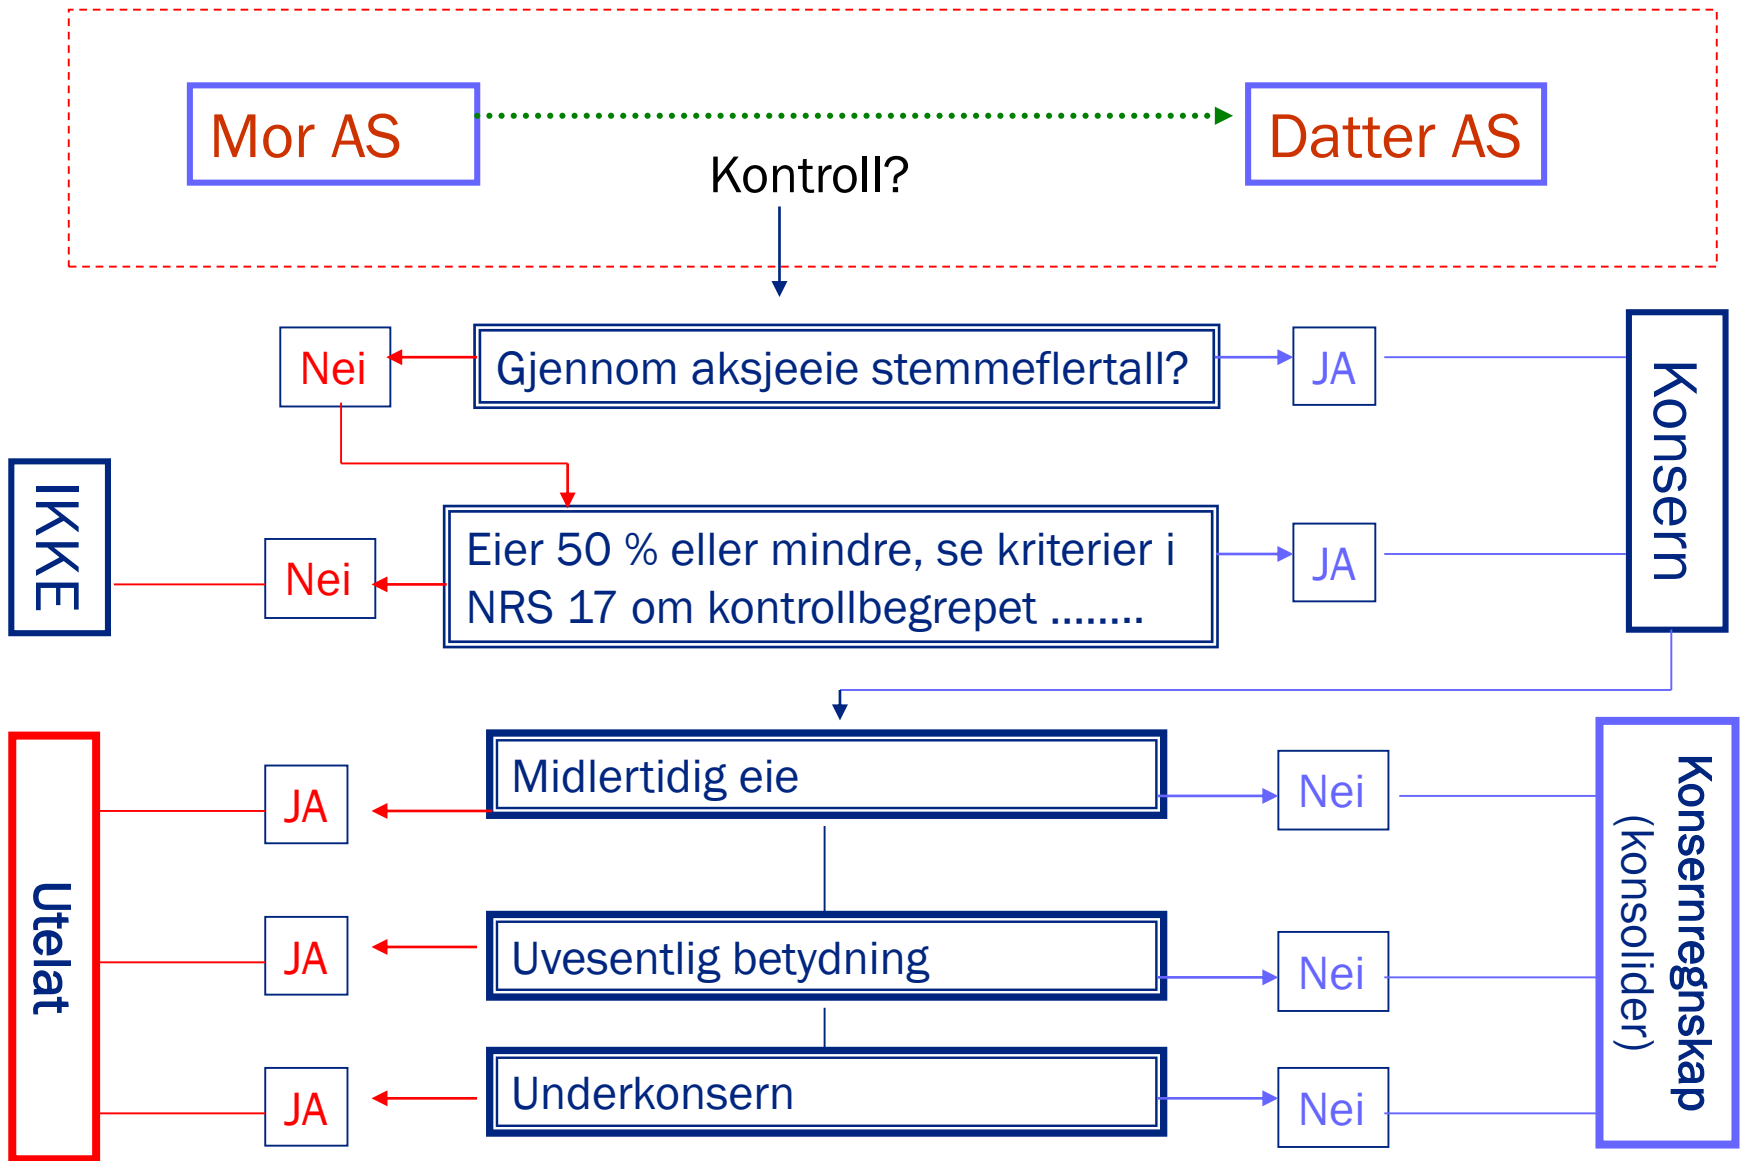 Mor AS
Datter AS
Kontroll?
Nei
Gjennom aksjeeie stemmeflertall?
JA
Konsern
IKKE
Nei
Eier 50 % eller mindre, se kriterier i
NRS 17 om kontrollbegrepet ........
JA
Utelat
JA
Midlertidig eie
Nei
Konsernregnskap
(konsolider)
JA
Uvesentlig betydning
Nei
JA
Underkonsern
Nei